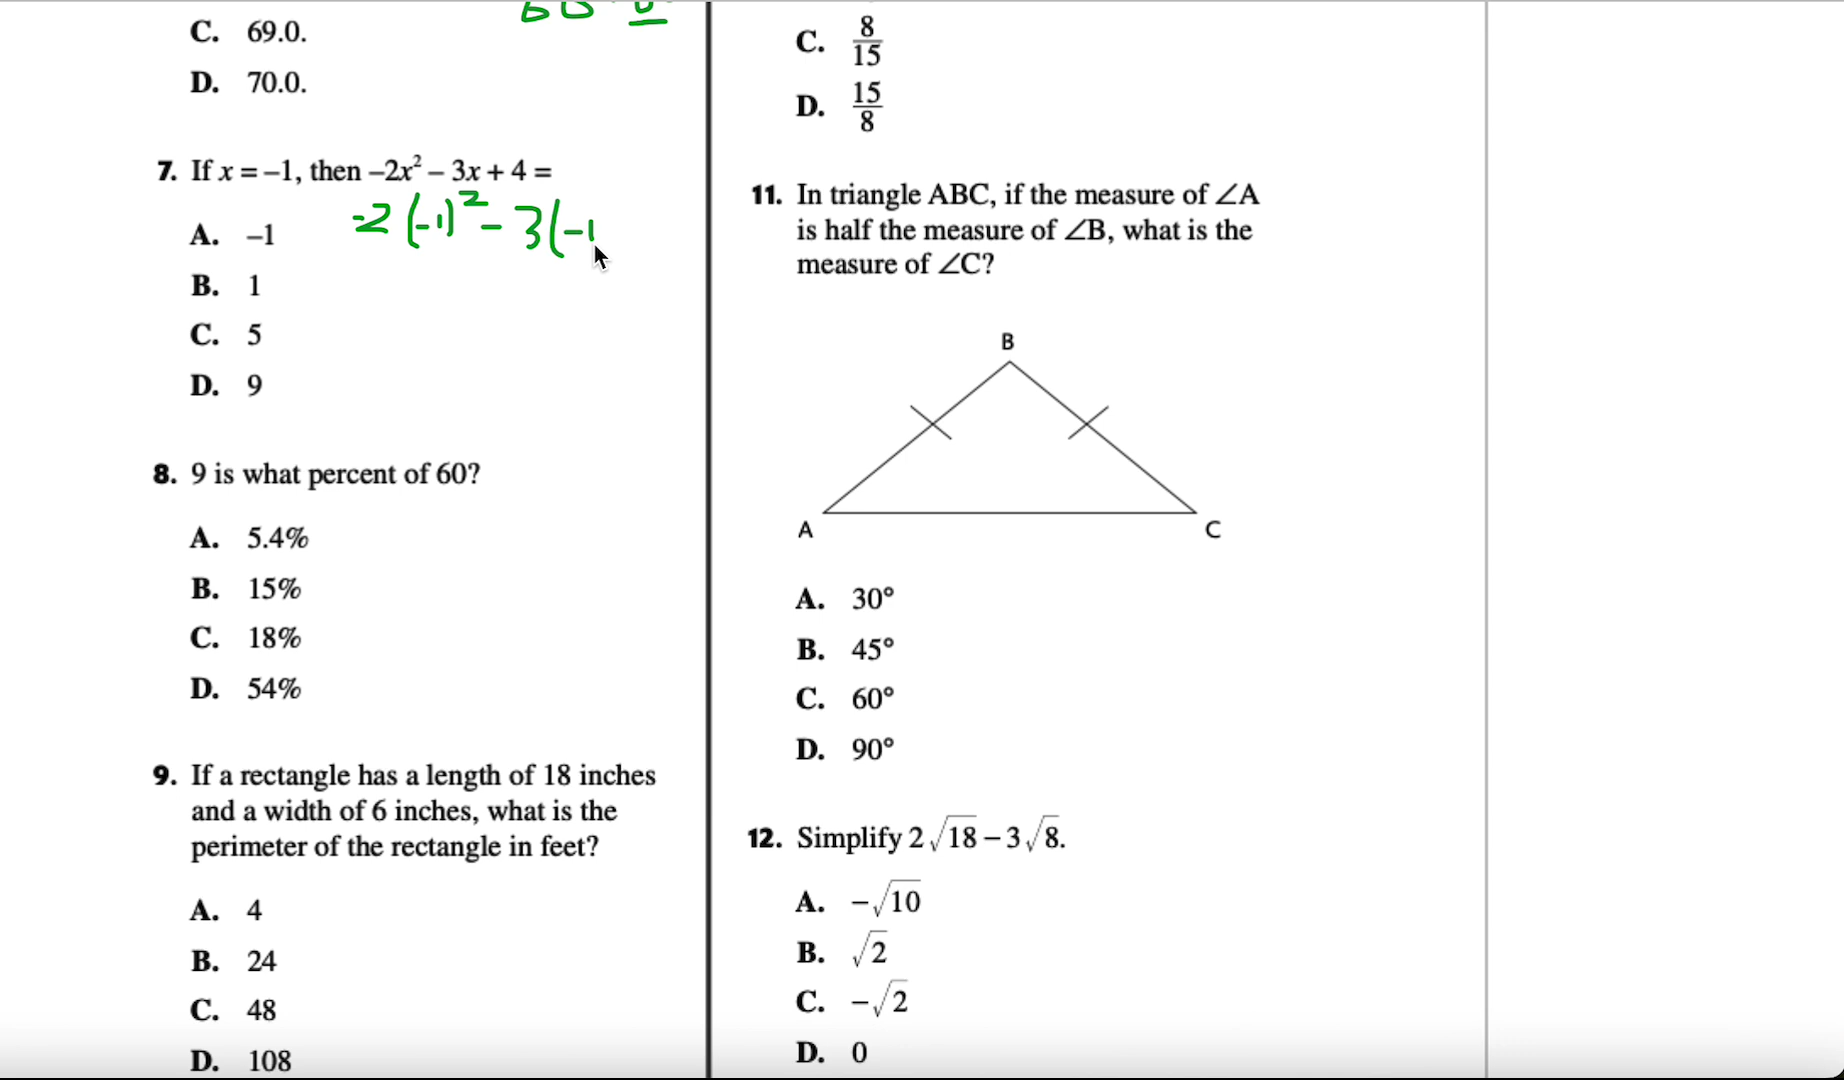 C. 69.0.
D. 70.0.
7. If x = –1, then –2x² – 3x + 4 =
-2(-1)² - 3(-1
A. –1
B. 1
C. 5
D. 9
8. 9 is what percent of 60?
A. 5.4%
B. 15%
C. 18%
D. 54%
9. If a rectangle has a length of 18 inches
and a width of 6 inches, what is the
perimeter of the rectangle in feet?
A. 4
B. 24
C. 48
D. 108
C. 8/15
D. 15/8
11. In triangle ABC, if the measure of ∠A
is half the measure of ∠B, what is the
measure of ∠C?
B
A
C
A. 30°
B. 45°
C. 60°
D. 90°
12. Simplify 2√18 – 3√8.
A. –√10
B. √2
C. –√2
D. 0